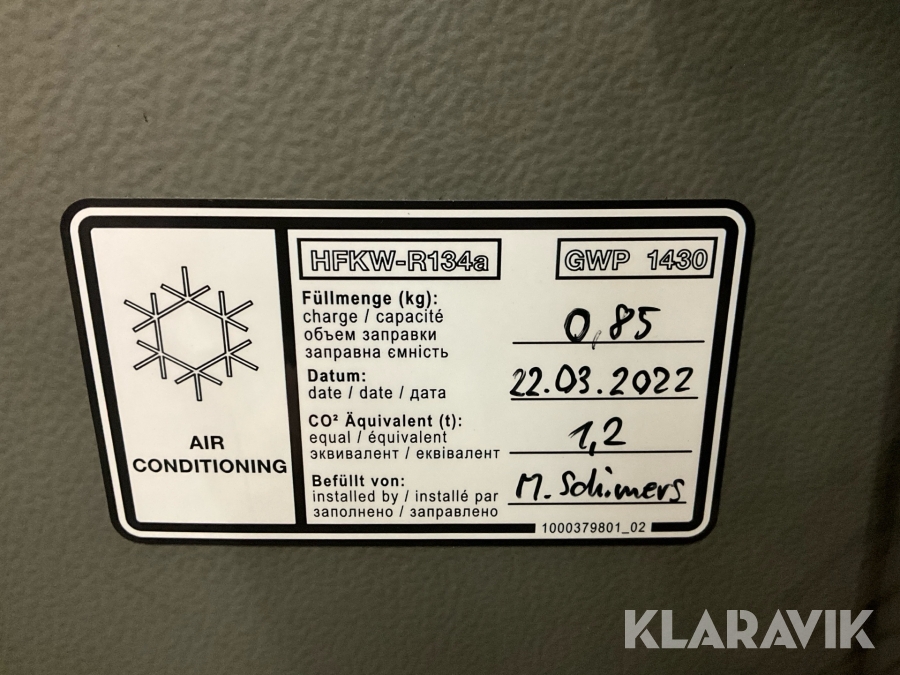 HFKW-R134a GWP 1430
Füllmenge (kg):
charge / capacité
объем заправки
заправна ємність
0,85
Datum:
date / date / дата
22.03.2022
CO² Äquivalent (t):
equal / équivalent
эквивалент / еквівалент
1,2
Befüllt von:
installed by / installé par
заполнено / заправлено
M. Schimers
1000379801_02
AIR
CONDITIONING
KLARAVIK